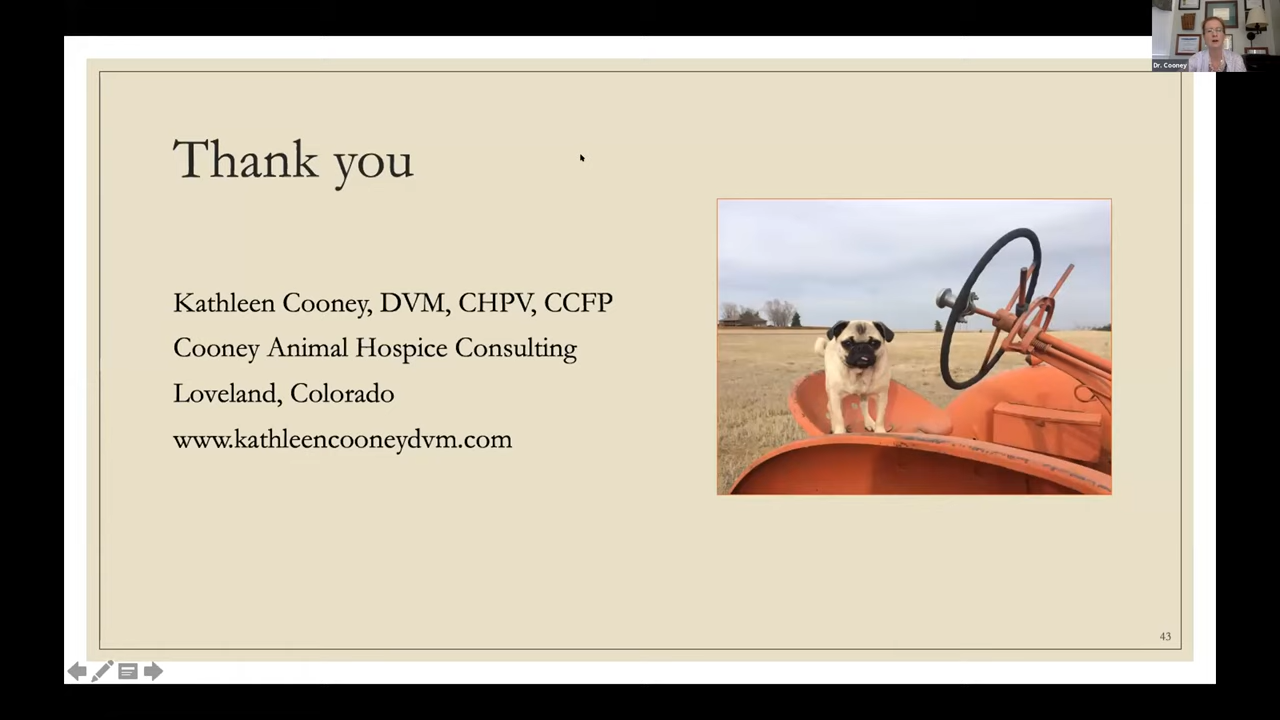 Dr. Cooney
Thank you
Kathleen Cooney, DVM, CHPV, CCFP
Cooney Animal Hospice Consulting
Loveland, Colorado
www.kathleencooneydvm.com
43